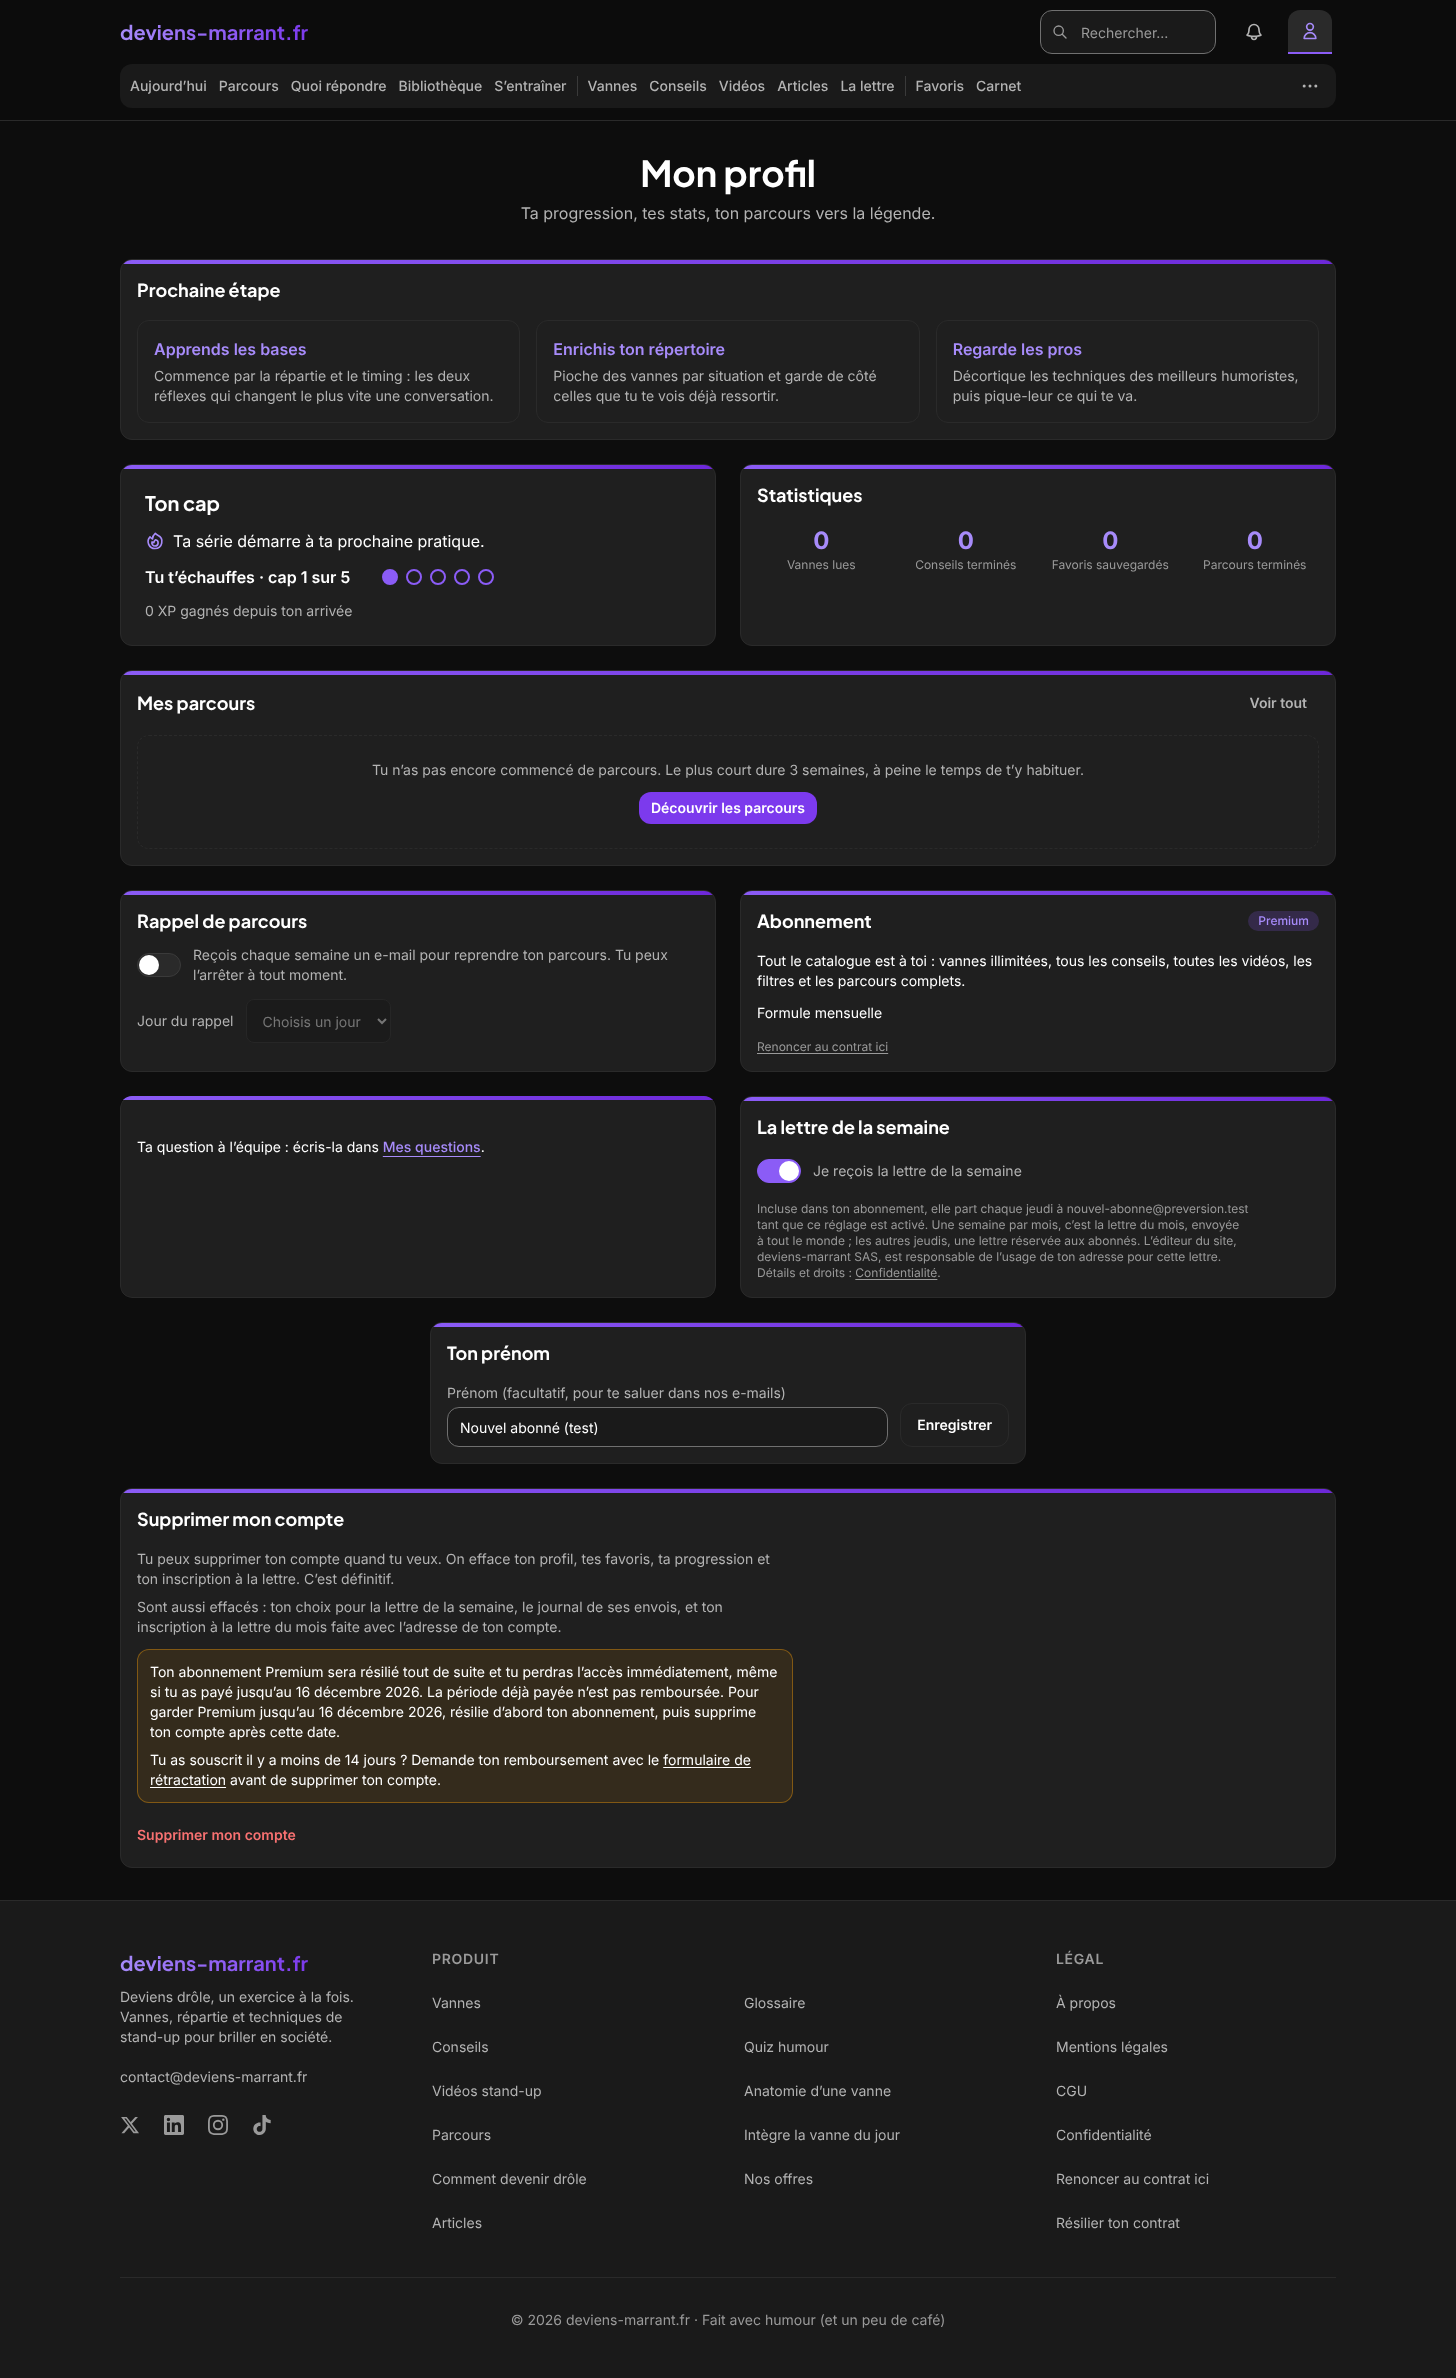 deviens-marrant.fr
Rechercher...
Aujourd’hui Parcours Quoi répondre Bibliothèque S’entraîner Vannes Conseils Vidéos Articles La lettre Favoris Carnet
Mon profil
Ta progression, tes stats, ton parcours vers la légende.
Prochaine étape
Apprends les bases
Commence par la répartie et le timing : les deux
réflexes qui changent le plus vite une conversation.
Enrichis ton répertoire
Pioche des vannes par situation et garde de côté
celles que tu te vois déjà ressortir.
Regarde les pros
Décortique les techniques des meilleurs humoristes,
puis pique-leur ce qui te va.
Ton cap
Ta série démarre à ta prochaine pratique.
Tu t’échauffes · cap 1 sur 5
0 XP gagnés depuis ton arrivée
Statistiques
0
Vannes lues
0
Conseils terminés
0
Favoris sauvegardés
0
Parcours terminés
Mes parcours
Voir tout
Tu n’as pas encore commencé de parcours. Le plus court dure 3 semaines, à peine le temps de t’y habituer.
Découvrir les parcours
Rappel de parcours
Reçois chaque semaine un e-mail pour reprendre ton parcours. Tu peux
l’arrêter à tout moment.
Jour du rappel
Choisis un jour
Abonnement
Premium
Tout le catalogue est à toi : vannes illimitées, tous les conseils, toutes les vidéos, les
filtres et les parcours complets.
Formule mensuelle
Renoncer au contrat ici
Ta question à l’équipe : écris-la dans Mes questions.
La lettre de la semaine
Je reçois la lettre de la semaine
Incluse dans ton abonnement, elle part chaque jeudi à nouvel-abonne@preversion.test
tant que ce réglage est activé. Une semaine par mois, c’est la lettre du mois, envoyée
à tout le monde ; les autres jeudis, une lettre réservée aux abonnés. L’éditeur du site,
deviens-marrant SAS, est responsable de l’usage de ton adresse pour cette lettre.
Détails et droits : Confidentialité.
Ton prénom
Prénom (facultatif, pour te saluer dans nos e-mails)
Nouvel abonné (test)
Enregistrer
Supprimer mon compte
Tu peux supprimer ton compte quand tu veux. On efface ton profil, tes favoris, ta progression et
ton inscription à la lettre. C’est définitif.
Sont aussi effacés : ton choix pour la lettre de la semaine, le journal de ses envois, et ton
inscription à la lettre du mois faite avec l’adresse de ton compte.
Ton abonnement Premium sera résilié tout de suite et tu perdras l’accès immédiatement, même
si tu as payé jusqu’au 16 décembre 2026. La période déjà payée n’est pas remboursée. Pour
garder Premium jusqu’au 16 décembre 2026, résilie d’abord ton abonnement, puis supprime
ton compte après cette date.
Tu as souscrit il y a moins de 14 jours ? Demande ton remboursement avec le formulaire de
rétractation avant de supprimer ton compte.
Supprimer mon compte
deviens-marrant.fr
Deviens drôle, un exercice à la fois.
Vannes, répartie et techniques de
stand-up pour briller en société.
contact@deviens-marrant.fr
PRODUIT
Vannes
Conseils
Vidéos stand-up
Parcours
Comment devenir drôle
Articles
Glossaire
Quiz humour
Anatomie d’une vanne
Intègre la vanne du jour
Nos offres
LÉGAL
À propos
Mentions légales
CGU
Confidentialité
Renoncer au contrat ici
Résilier ton contrat
© 2026 deviens-marrant.fr · Fait avec humour (et un peu de café)